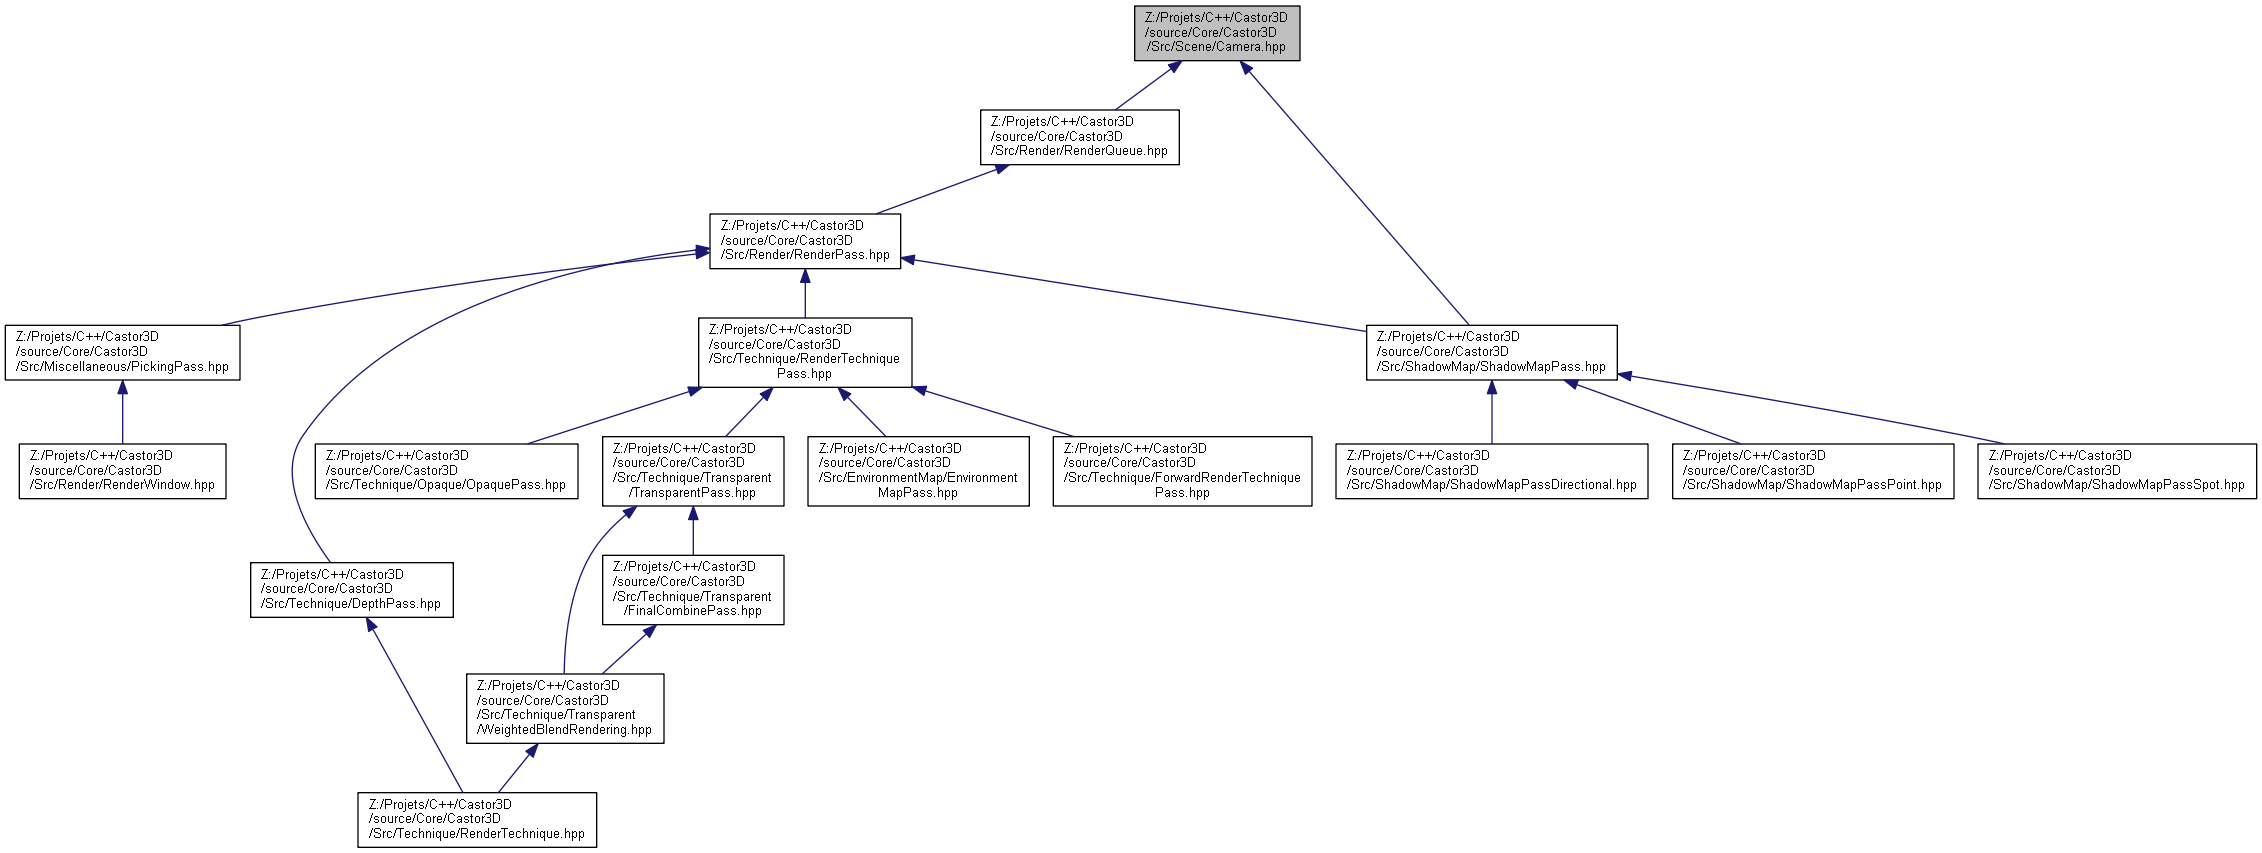 Z:/Projets/C++/Castor3D
/source/Core/Castor3D
/Src/Scene/Camera.hpp
Z:/Projets/C++/Castor3D
/source/Core/Castor3D
/Src/Render/RenderQueue.hpp
Z:/Projets/C++/Castor3D
/source/Core/Castor3D
/Src/Render/RenderPass.hpp
Z:/Projets/C++/Castor3D
/source/Core/Castor3D
/Src/Miscellaneous/PickingPass.hpp
Z:/Projets/C++/Castor3D
/source/Core/Castor3D
/Src/Technique/RenderTechnique
Pass.hpp
Z:/Projets/C++/Castor3D
/source/Core/Castor3D
/Src/ShadowMap/ShadowMapPass.hpp
Z:/Projets/C++/Castor3D
/source/Core/Castor3D
/Src/Render/RenderWindow.hpp
Z:/Projets/C++/Castor3D
/source/Core/Castor3D
/Src/Technique/Opaque/OpaquePass.hpp
Z:/Projets/C++/Castor3D
/source/Core/Castor3D
/Src/Technique/Transparent
/TransparentPass.hpp
Z:/Projets/C++/Castor3D
/source/Core/Castor3D
/Src/EnvironmentMap/Environment
MapPass.hpp
Z:/Projets/C++/Castor3D
/source/Core/Castor3D
/Src/Technique/ForwardRenderTechnique
Pass.hpp
Z:/Projets/C++/Castor3D
/source/Core/Castor3D
/Src/ShadowMap/ShadowMapPassDirectional.hpp
Z:/Projets/C++/Castor3D
/source/Core/Castor3D
/Src/ShadowMap/ShadowMapPassPoint.hpp
Z:/Projets/C++/Castor3D
/source/Core/Castor3D
/Src/ShadowMap/ShadowMapPassSpot.hpp
Z:/Projets/C++/Castor3D
/source/Core/Castor3D
/Src/Technique/DepthPass.hpp
Z:/Projets/C++/Castor3D
/source/Core/Castor3D
/Src/Technique/Transparent
/FinalCombinePass.hpp
Z:/Projets/C++/Castor3D
/source/Core/Castor3D
/Src/Technique/Transparent
/WeightedBlendRendering.hpp
Z:/Projets/C++/Castor3D
/source/Core/Castor3D
/Src/Technique/RenderTechnique.hpp